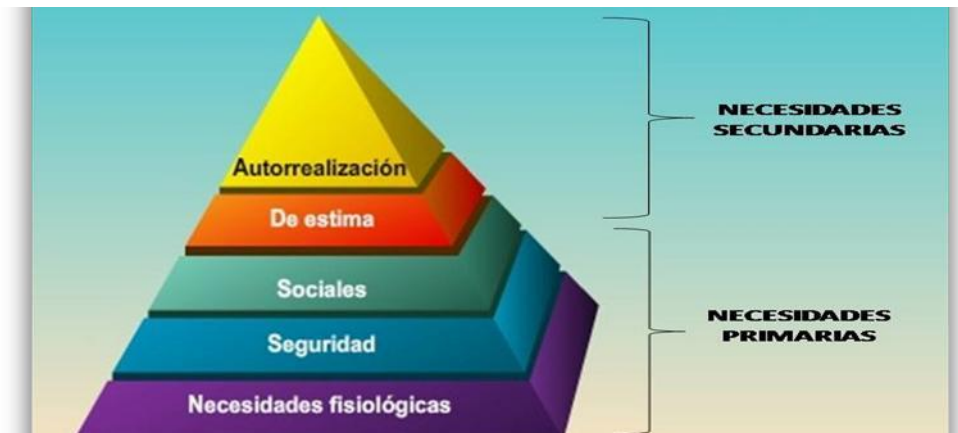 Autorrealización
De estima
Sociales
Seguridad
Necesidades fisiológicas
NECESIDADES
SECUNDARIAS
NECESIDADES
PRIMARIAS